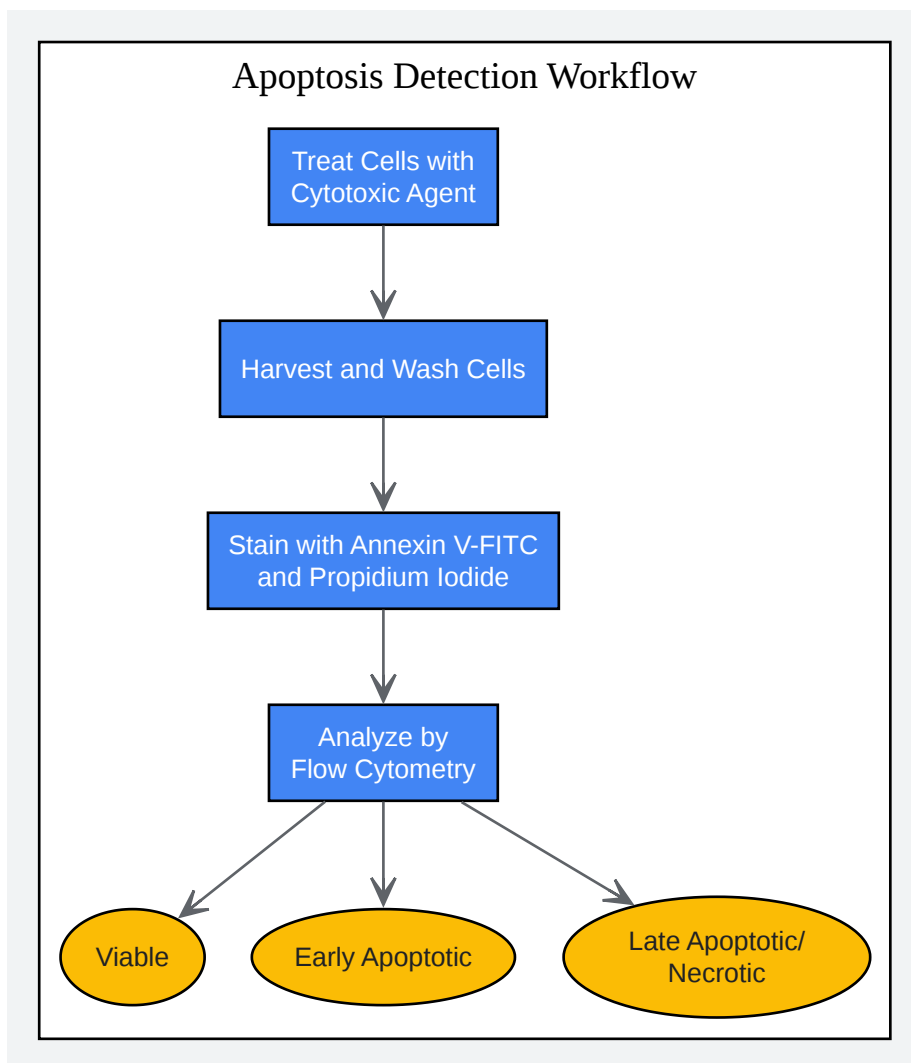 Apoptosis Detection Workflow
Treat Cells with
Cytotoxic Agent
Harvest and Wash Cells
Stain with Annexin V-FITC
and Propidium Iodide
Analyze by
Flow Cytometry
Viable
Early Apoptotic
Late Apoptotic/
Necrotic